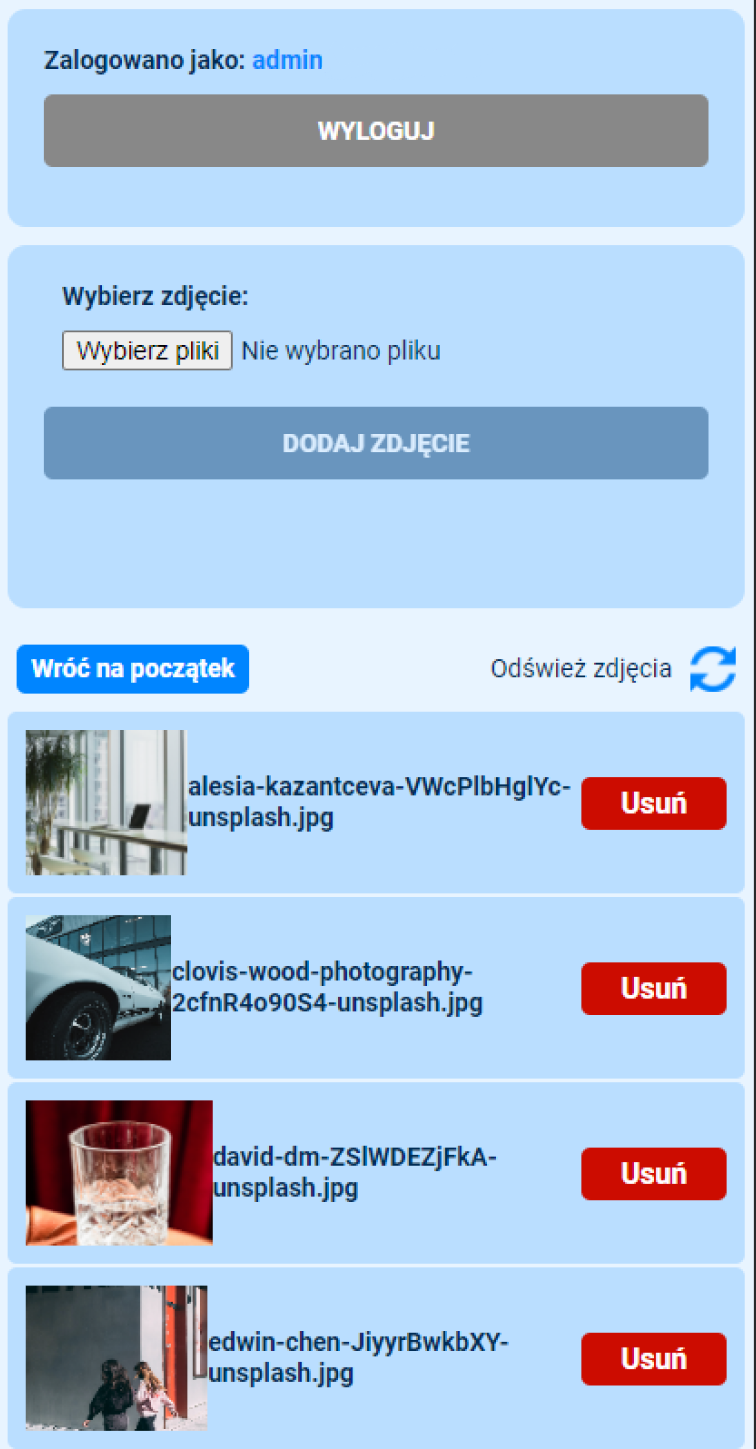 Zalogowano jako: admin
WYLOGUJ
Wybierz zdjęcie:
Wybierz pliki Nie wybrano pliku
DODAJ ZDJĘCIE
Wróć na początek
Odśwież zdjęcia
alesia-kazantceva-VWcPlbHglYc-
unsplash.jpg
Usuń
clovis-wood-photography-
2cfnR4o90S4-unsplash.jpg
Usuń
david-dm-ZSlWDEZjFkA-
unsplash.jpg
Usuń
edwin-chen-JiyyrBwkbXY-
unsplash.jpg
Usuń